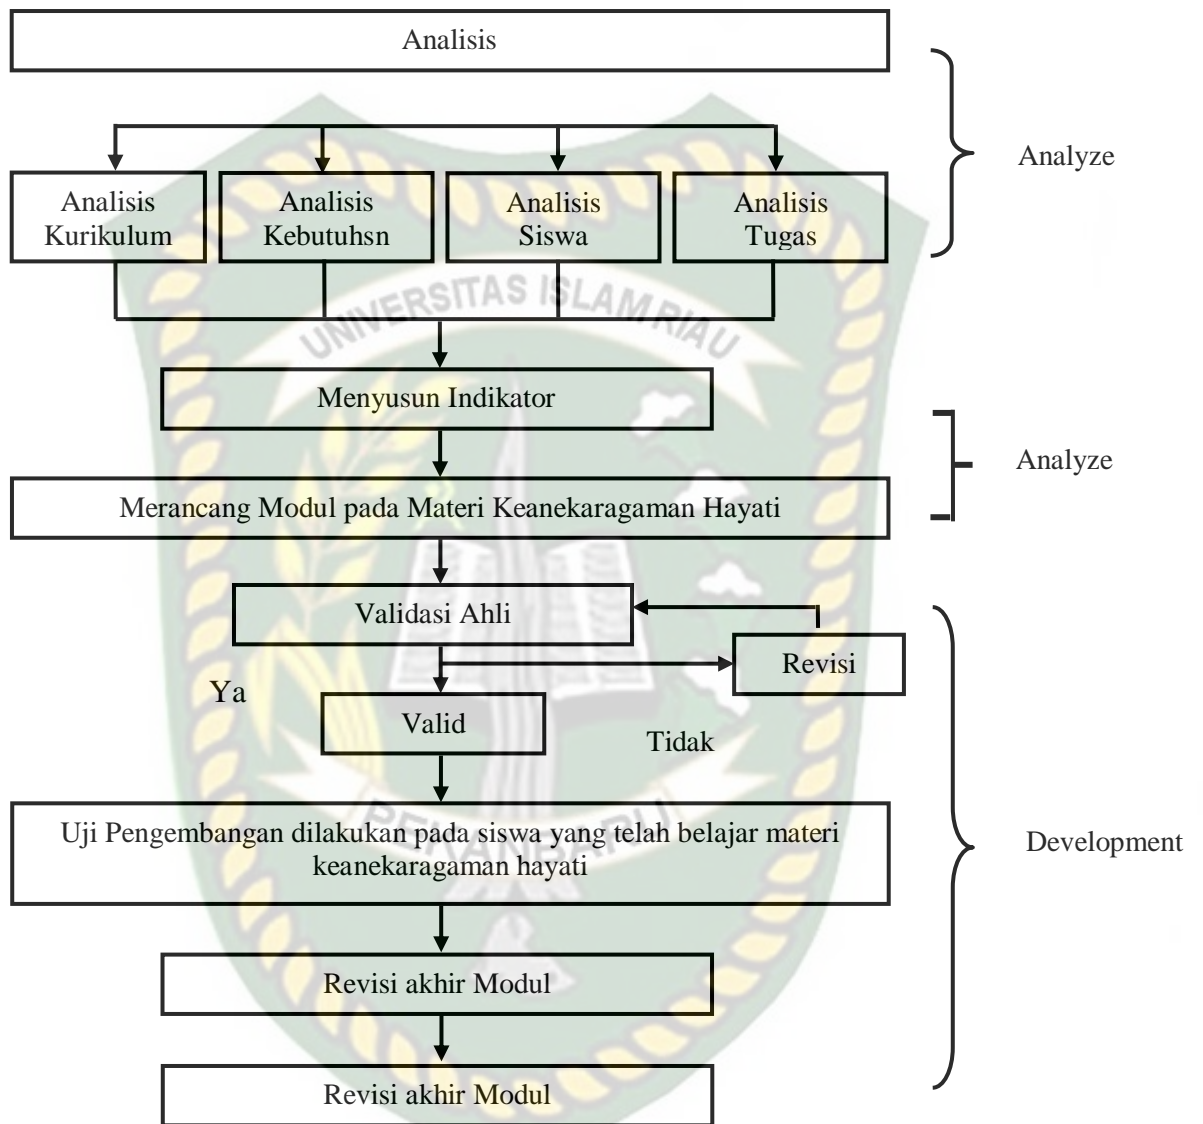 Analisis
Analyze
Analisis
Kurikulum
Analisis
Kebutuhsn
Analisis
Siswa
Analisis
Tugas
UNIVERSITAS ISLAM RIAU
Menyusun Indikator
Analyze
Merancang Modul pada Materi Keanekaragaman Hayati
Validasi Ahli
Revisi
Ya
Valid
Tidak
Uji Pengembangan dilakukan pada siswa yang telah belajar materi
keanekaragaman hayati
PEKANBARU
Development
Revisi akhir Modul
Revisi akhir Modul